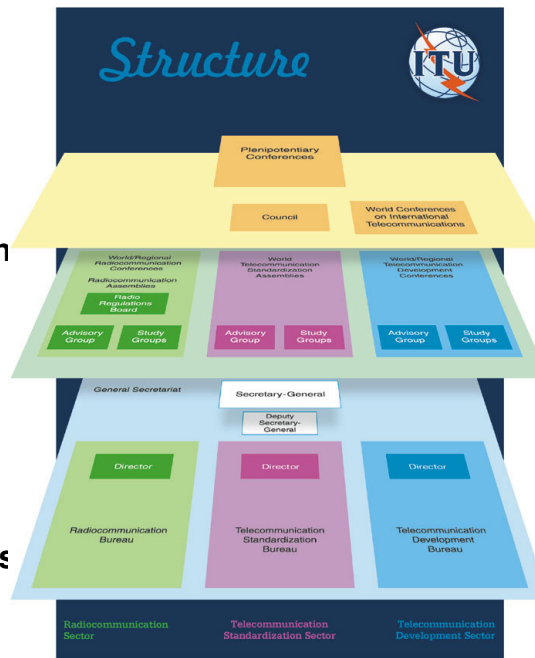 Structure
ITU
Plenipotentiary
Conferences
Council
World Conferences
on International
Telecommunications
World/Regional
Radiocommunication
Conferences
Radiocommunication
Assemblies
Radio
Regulations
Board
Advisory
Group
Study
Groups
World
Telecommunication
Standardization
Assemblies
Advisory
Group
Study
Groups
World/Regional
Telecommunication
Development
Conferences
Advisory
Group
Study
Groups
General Secretariat
Secretary-General
Deputy
Secretary-
General
Director
Radiocommunication
Bureau
Director
Telecommunication
Standardization
Bureau
Director
Telecommunication
Development
Bureau
Radiocommunication
Sector
Telecommunication
Standardization Sector
Telecommunication
Development Sector